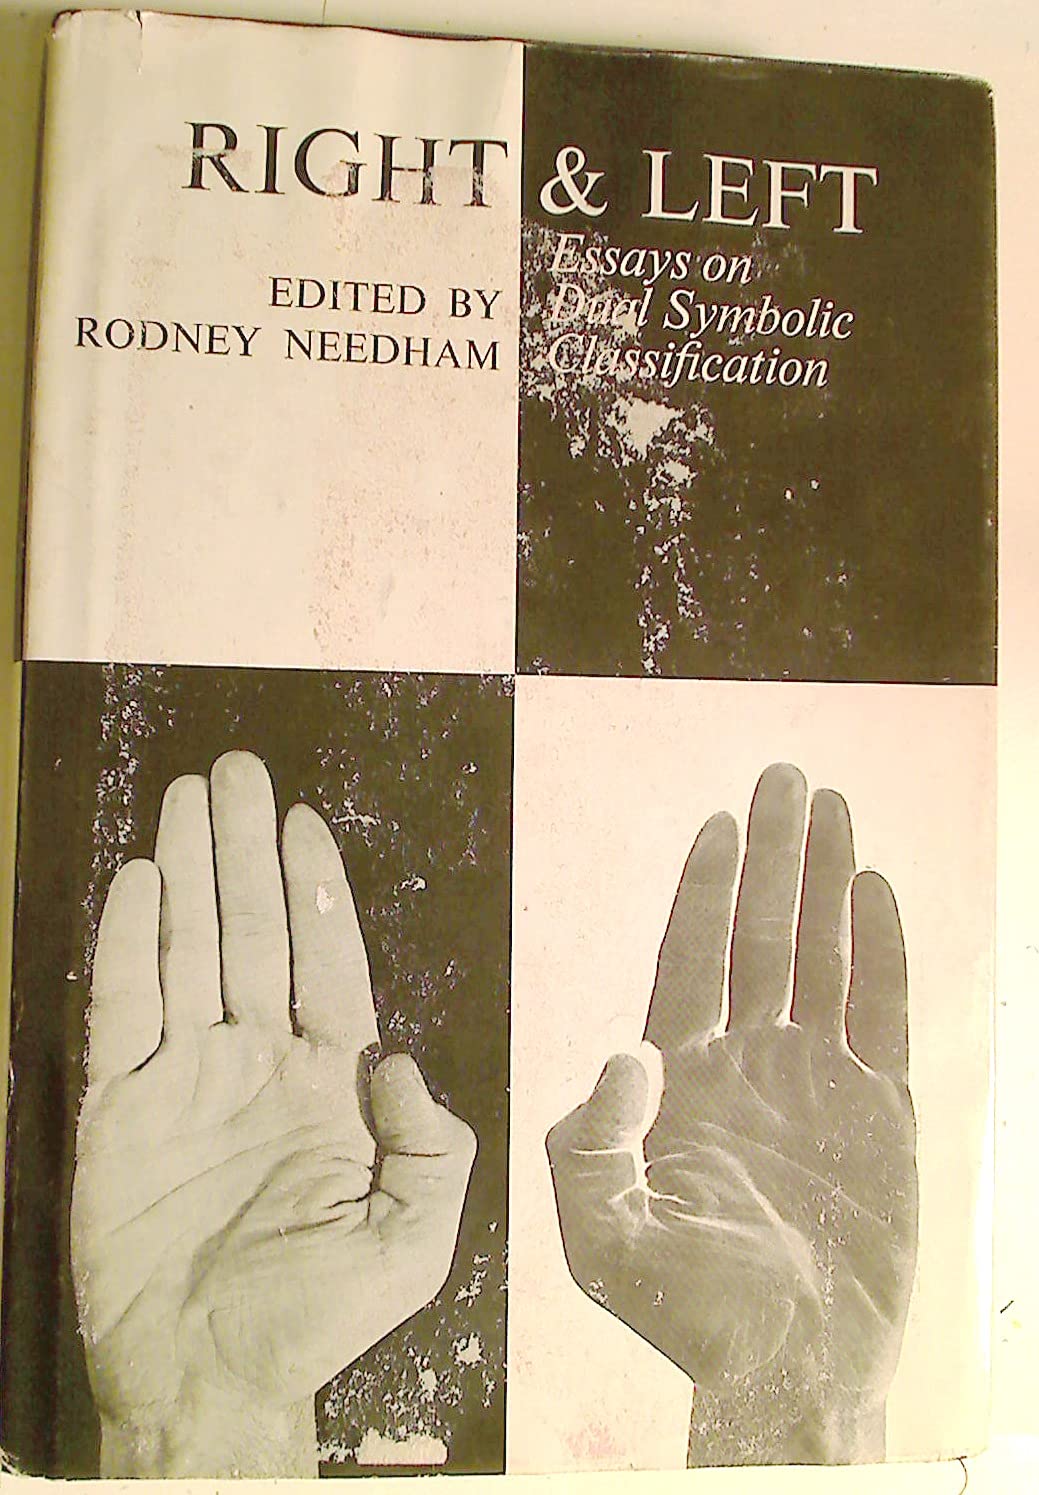 RIGHT & LEFT
EDITED BY
RODNEY NEEDHAM
Essays on
Dual Symbolic
Classification